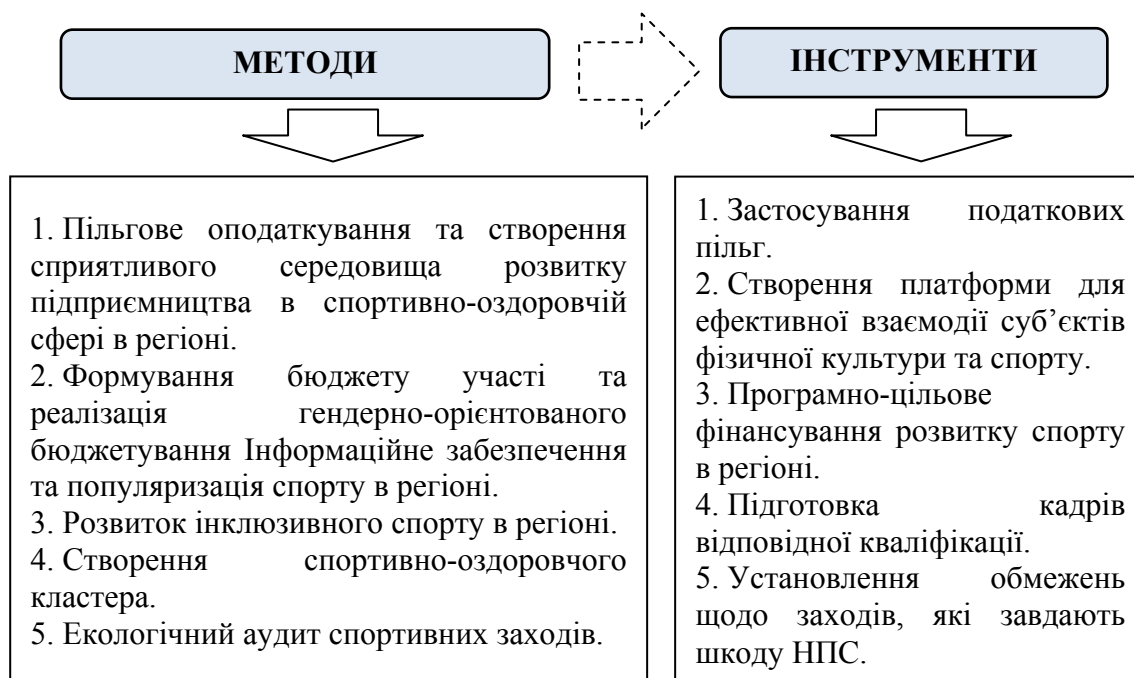 МЕТОДИ
ІНСТРУМЕНТИ
1. Пільгове оподаткування та створення
сприятливого середовища розвитку
підприємництва в спортивно-оздоровчій
сфері в регіоні.
2. Формування бюджету участі та
реалізація гендерно-орієнтованого
бюджетування Інформаційне забезпечення
та популяризація спорту в регіоні.
3. Розвиток інклюзивного спорту в регіоні.
4. Створення спортивно-оздоровчого
кластера.
5. Екологічний аудит спортивних заходів.
1. Застосування податкових
пільг.
2. Створення платформи для
ефективної взаємодії суб’єктів
фізичної культури та спорту.
3. Програмно-цільове
фінансування розвитку спорту
в регіоні.
4. Підготовка кадрів
відповідної кваліфікації.
5. Установлення обмежень
щодо заходів, які завдають
шкоду НПС.